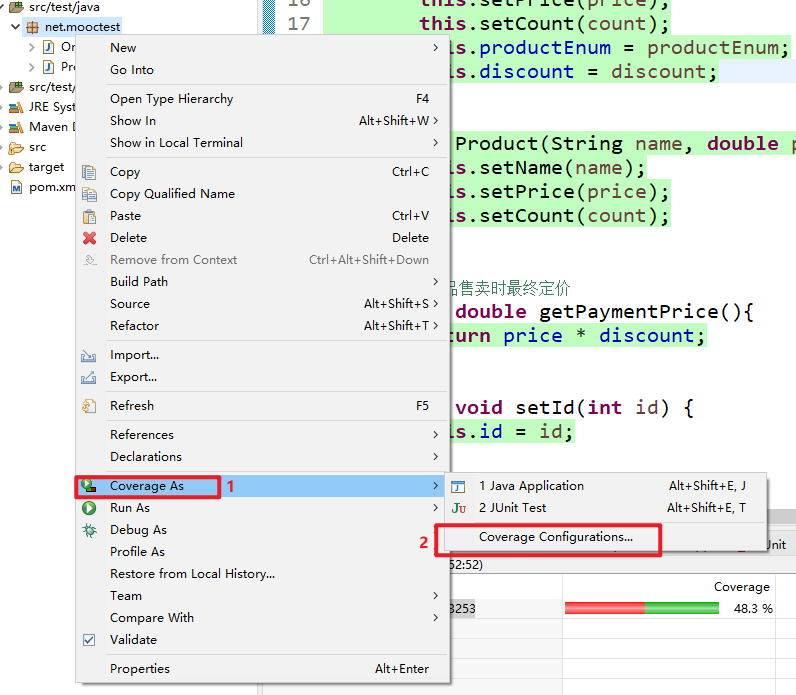 src/test/java
net.mooctest
Or
Pro
src/test/
JRE Syst
Maven D
src
target
pom.xm
16 this.setPrice(price);
17 this.setCount(count);
is.productEnum = productEnum;
is.discount = discount;
Product(String name, double p
is.setName(name);
is.setPrice(price);
is.setCount(count);
品售卖时最终定价
double getPaymentPrice(){
turn price * discount;
void setId(int id) {
is.id = id;
New
Go Into
Open Type Hierarchy F4
Show In Alt+Shift+W
Show in Local Terminal
Copy Ctrl+C
Copy Qualified Name
Paste Ctrl+V
Delete Delete
Remove from Context Ctrl+Alt+Shift+Down
Build Path
Source Alt+Shift+S
Refactor Alt+Shift+T
Import...
Export...
Refresh F5
References
Declarations
Coverage As 1
Run As
Debug As
Profile As
Restore from Local History...
Team
Compare With
Validate
Properties Alt+Enter
1 Java Application Alt+Shift+E, J
2 JUnit Test Alt+Shift+E, T
2 Coverage Configurations...
Unit
52:52)
Coverage
3253 48.3 %